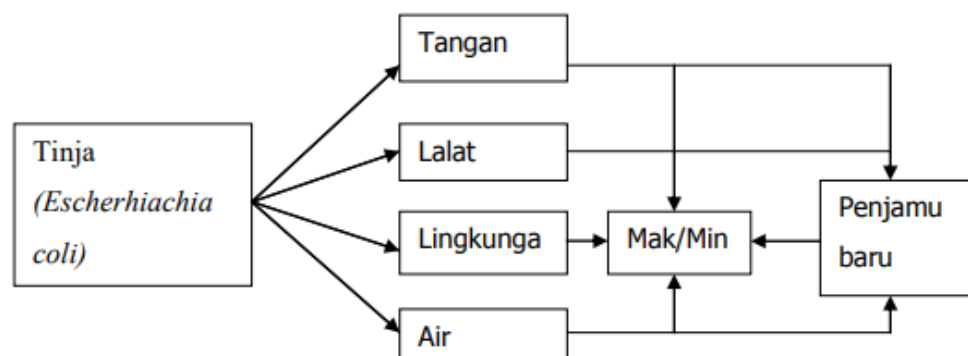 Tinja
(Escherhiachia
coli)
Tangan
Lalat
Lingkunga
Air
Mak/Min
Penjamu
baru